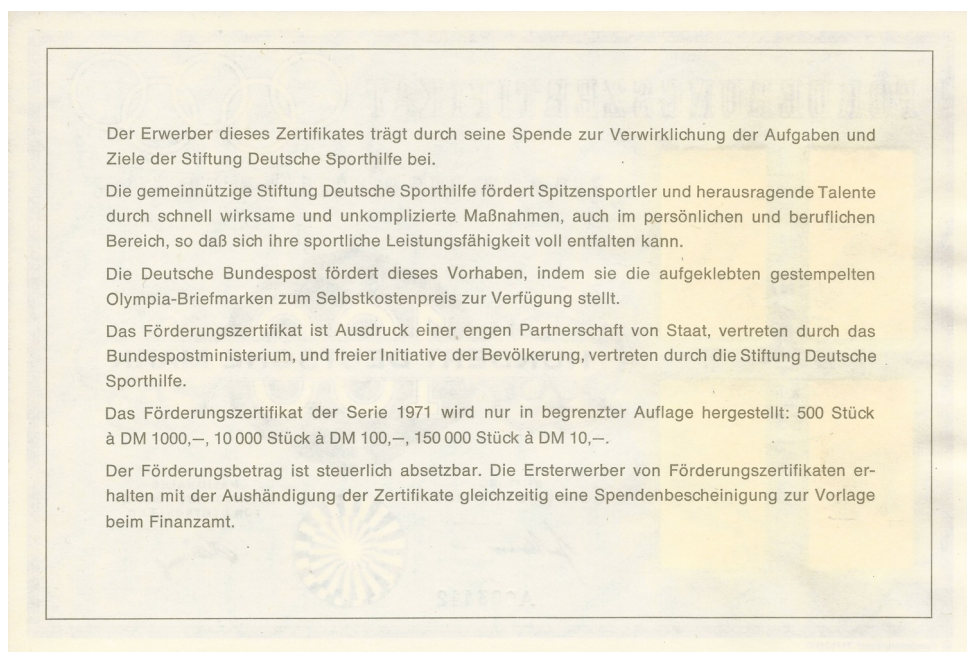 Der Erwerber dieses Zertifikates trägt durch seine Spende zur Verwirklichung der Aufgaben und
Ziele der Stiftung Deutsche Sporthilfe bei.
Die gemeinnützige Stiftung Deutsche Sporthilfe fördert Spitzensportler und herausragende Talente
durch schnell wirksame und unkomplizierte Maßnahmen, auch im persönlichen und beruflichen
Bereich, so daß sich ihre sportliche Leistungsfähigkeit voll entfalten kann.
Die Deutsche Bundespost fördert dieses Vorhaben, indem sie die aufgeklebten gestempelten
Olympia-Briefmarken zum Selbstkostenpreis zur Verfügung stellt.
Das Förderungszertifikat ist Ausdruck einer engen Partnerschaft von Staat, vertreten durch das
Bundespostministerium, und freier Initiative der Bevölkerung, vertreten durch die Stiftung Deutsche
Sporthilfe.
Das Förderungszertifikat der Serie 1971 wird nur in begrenzter Auflage hergestellt: 500 Stück
à DM 1000,—, 10 000 Stück à DM 100,—, 150 000 Stück à DM 10,—.
Der Förderungsbetrag ist steuerlich absetzbar. Die Ersterwerber von Förderungszertifikaten er-
halten mit der Aushändigung der Zertifikate gleichzeitig eine Spendenbescheinigung zur Vorlage
beim Finanzamt.